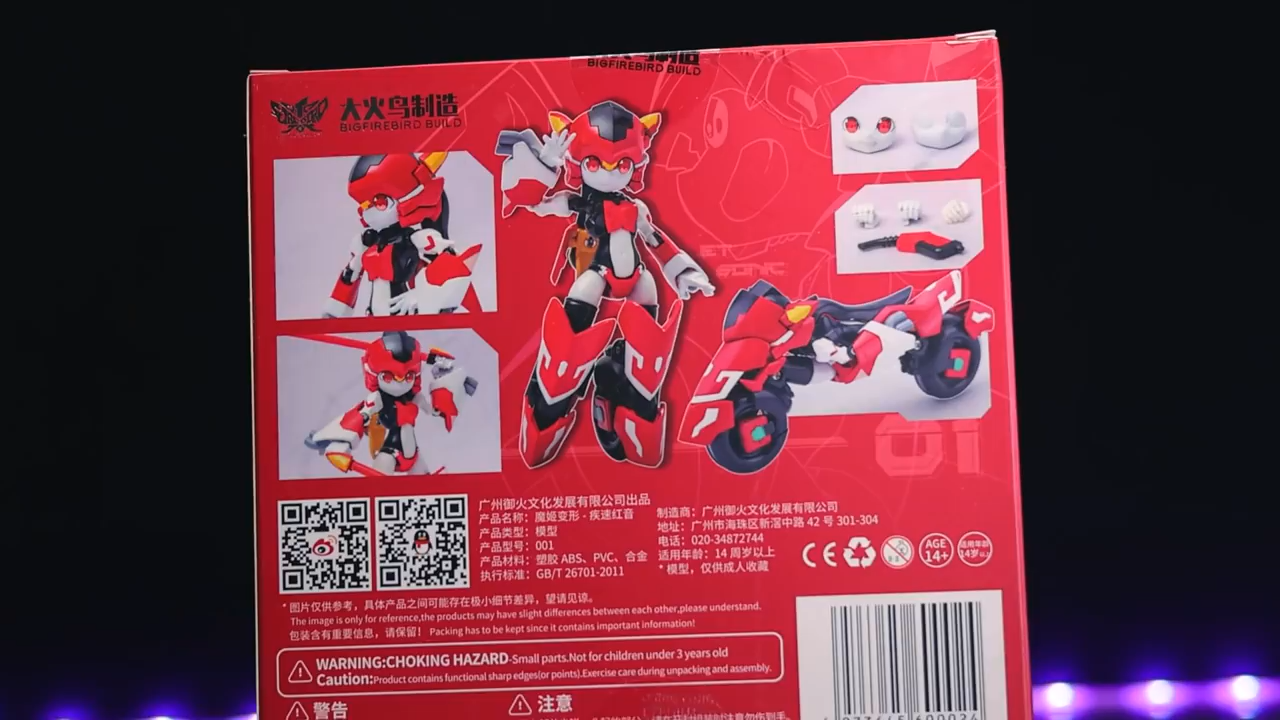 BIGFIREBIRD BUILD
大火鸟制造
BIGFIREBIRD BUILD
SONIC
01
广州御火文化发展有限公司出品
产品名称：魔姬变形 - 疾速红音
产品类型：模型
产品型号：001
产品材料：塑胶 ABS、PVC、合金
执行标准：GB/T 26701-2011
制造商：广州御火文化发展有限公司
地址：广州市海珠区新滘中路 42 号 301-304
电话：020-34872744
适用年龄：14 周岁以上
* 模型，仅供成人收藏
CE
AGE
14+
适用年龄
14岁以上
* 图片仅供参考，具体产品之间可能存在极小细节差异，望请见谅。
The image is only for reference,the products may have slight differences between each other,please understand.
包装含有重要信息，请保留！ Packing has to be kept since it contains important information!
WARNING:CHOKING HAZARD-Small parts.Not for children under 3 years old
Caution:Product contains functional sharp edges(or points).Exercise care during unpacking and assembly.
警告
注意